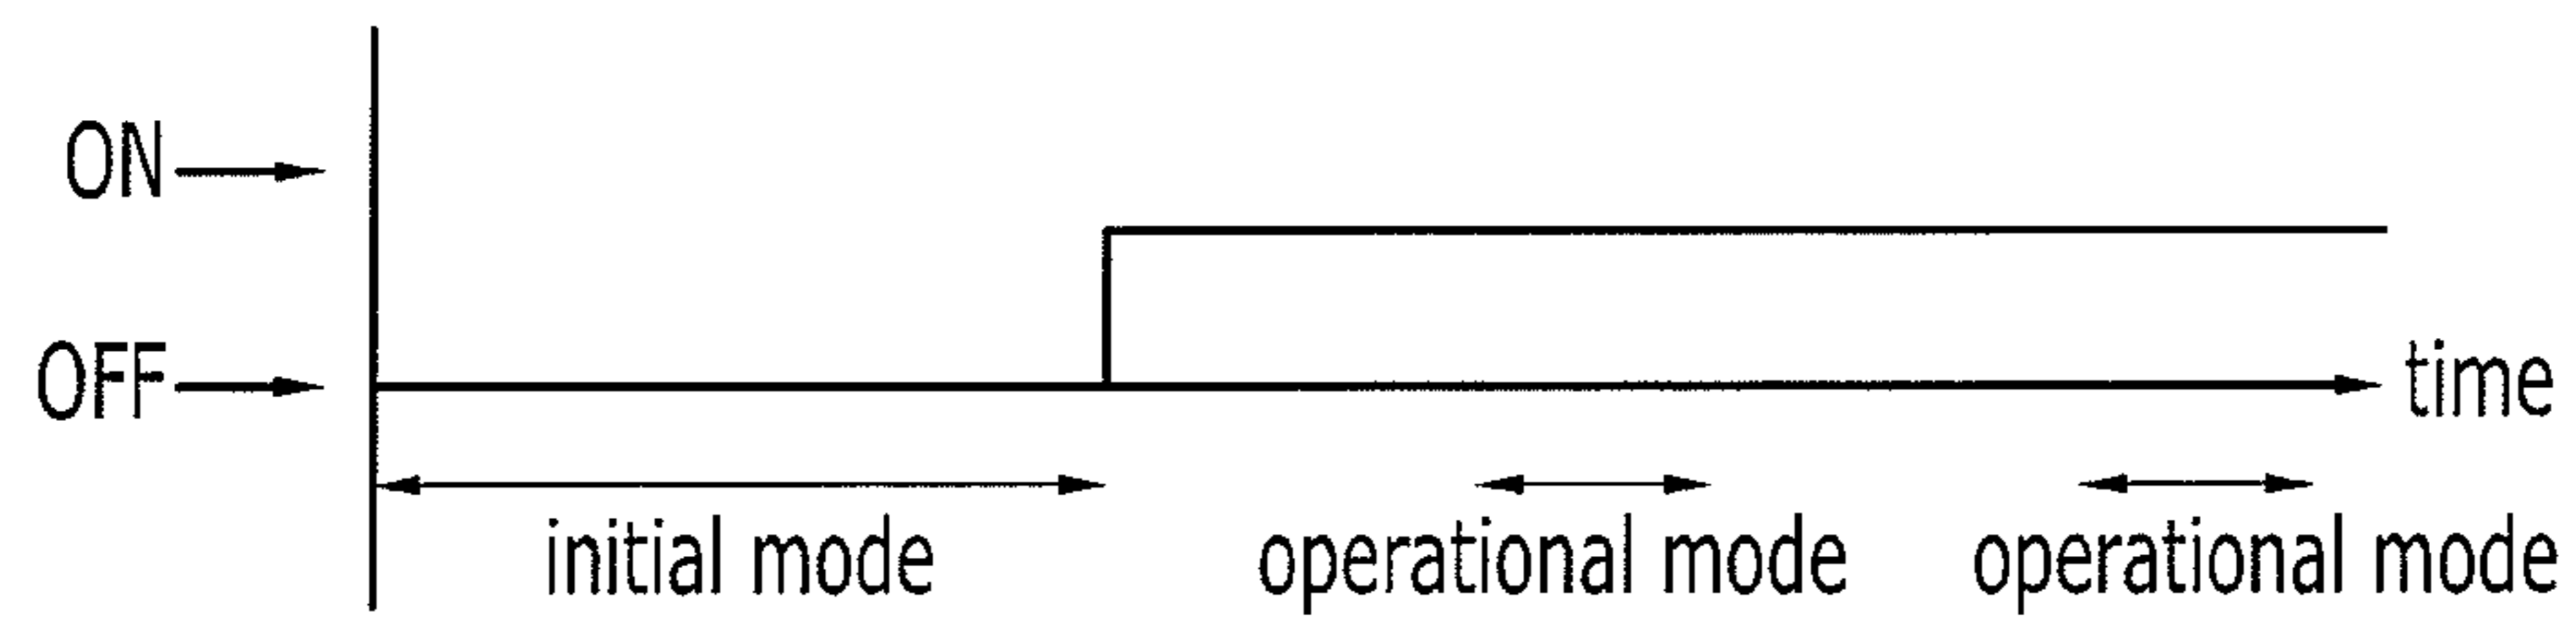 ON
OFF
time
initial mode
operational mode
operational mode